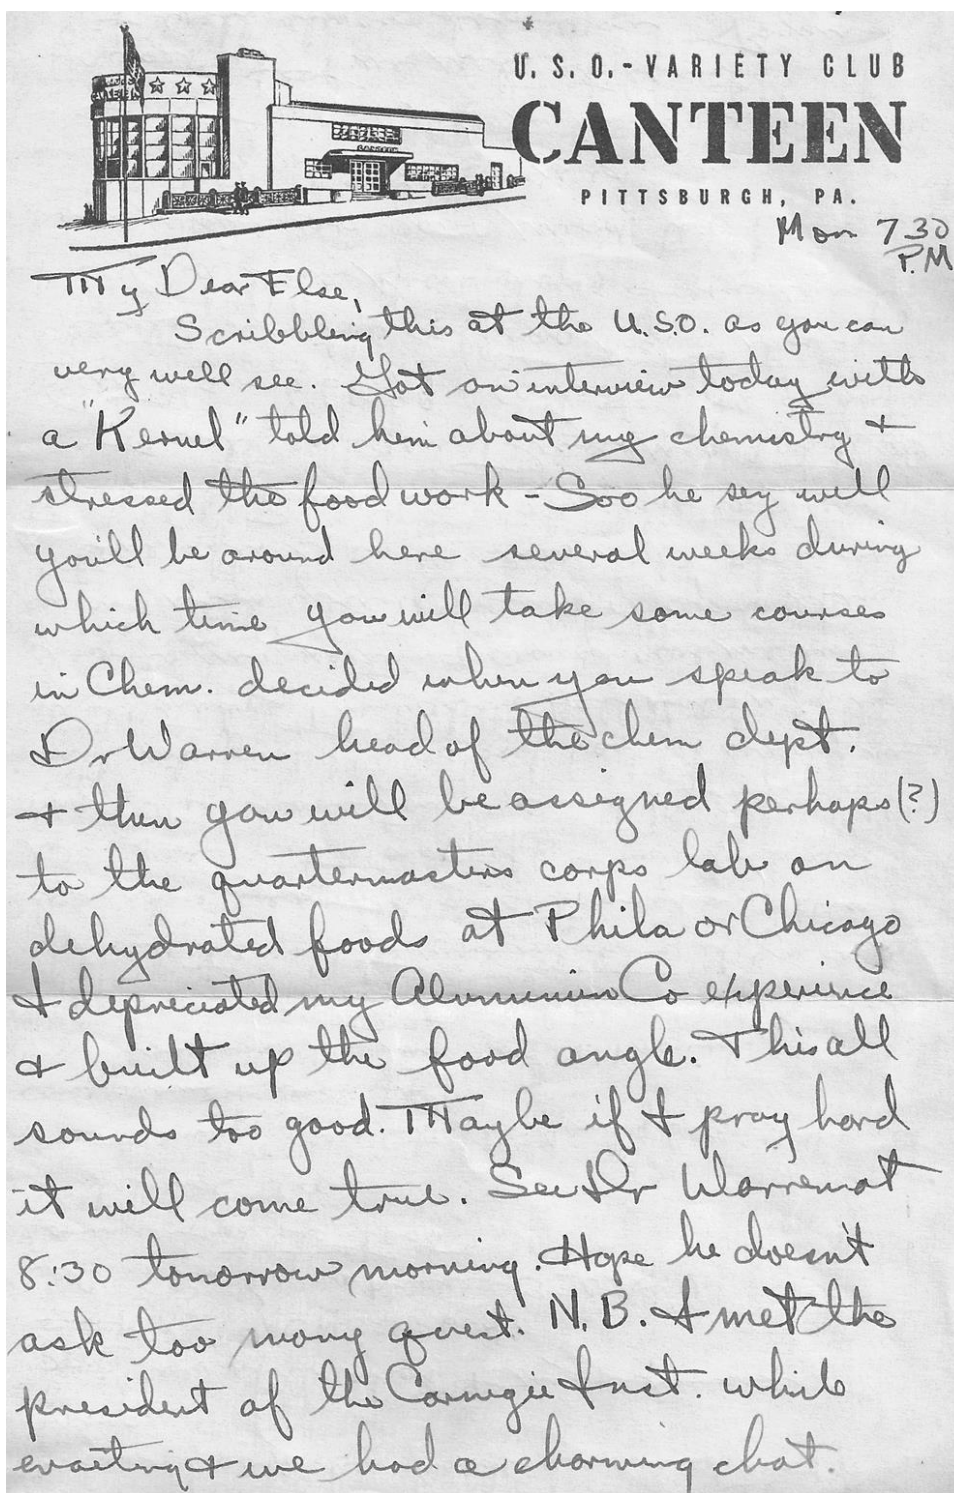 U. S. O. - VARIETY CLUB
CANTEEN
PITTSBURGH, PA.
Mon 7 30
P.M
My Dear Else,
Scribbling this at the U.S.O. as you can
very well see. Got an interview today with
a "Kernel" told him about my chemistry +
stressed the food work - Soo he sey well
you'll be around here several weeks during
which time you will take some courses
in Chem. decided when you speak to
Dr Warren head of the chem dept.
+ then you will be assigned perhaps (?)
to the quartermasters corps lab on
dehydrated foods at Phila or Chicago
I depreciated my Aluminum Co experience
+ built up the food angle. This all
sounds too good. Maybe if I pray hard
it will come true. See Dr Warren at
8:30 tomorrow morning. Hope he doesn't
ask too many quest. N.B. I met the
president of the Carnegie Inst. while
waiting + we had a charming chat.